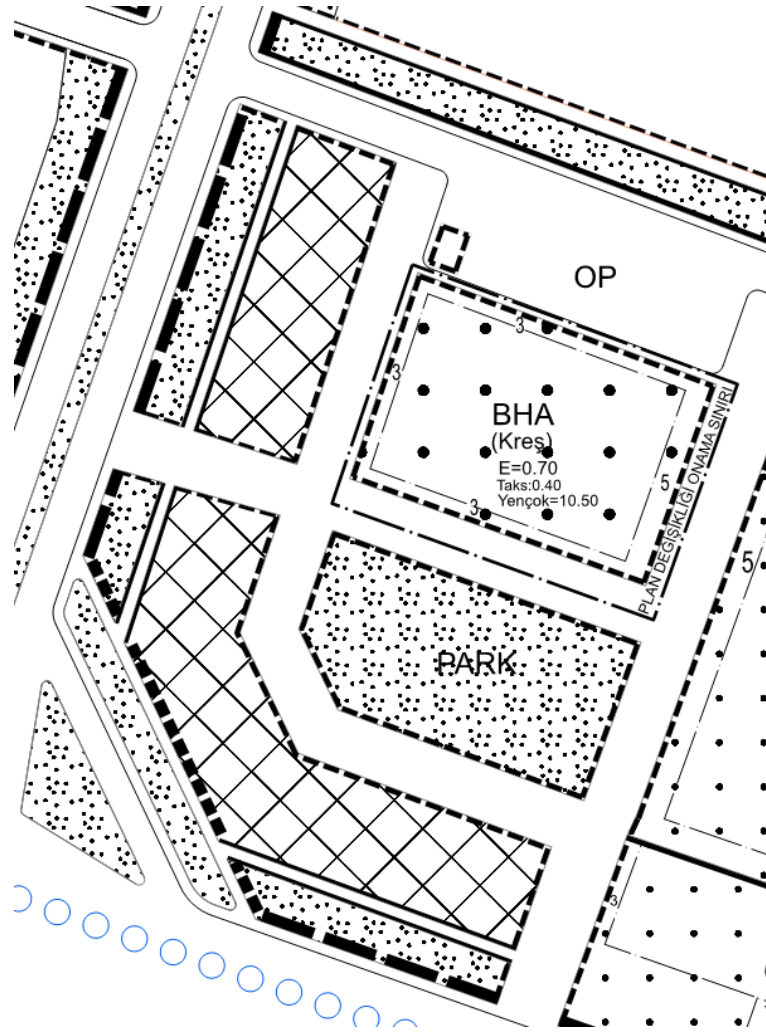 OP
3
3
BHA
(Kreş)
E=0.70
Taks:0.40
Yençok=10.50
5
3
PLAN DEĞİŞİKLİĞİ ONAMA SINIRI
5
PARK
3